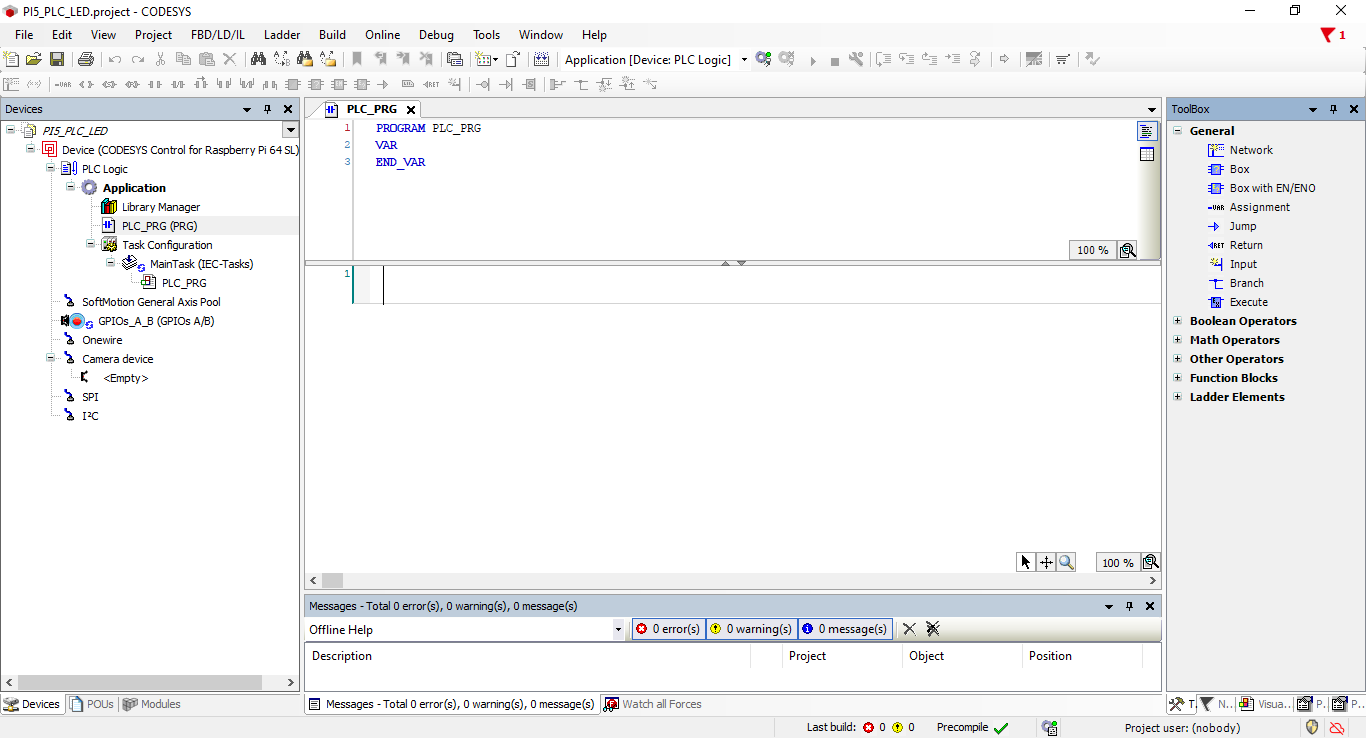 PI5_PLC_LED.project - CODESYS
File Edit View Project FBD/LD/IL Ladder Build Online Debug Tools Window Help
1
Application [Device: PLC Logic]
Devices
PI5_PLC_LED
Device (CODESYS Control for Raspberry Pi 64 SL)
PLC Logic
Application
Library Manager
PLC_PRG (PRG)
Task Configuration
MainTask (IEC-Tasks)
PLC_PRG
SoftMotion General Axis Pool
GPIOs_A_B (GPIOs A/B)
Onewire
Camera device
<Empty>
SPI
I²C
Devices POUs Modules
PLC_PRG
1 PROGRAM PLC_PRG
2 VAR
3 END_VAR
100 %
1
100 %
Messages - Total 0 error(s), 0 warning(s), 0 message(s)
Offline Help 0 error(s) 0 warning(s) 0 message(s)
Description Project Object Position
Messages - Total 0 error(s), 0 warning(s), 0 message(s) Watch all Forces
ToolBox
General
Network
Box
Box with EN/ENO
-VAR Assignment
Jump
RET Return
Input
Branch
Execute
Boolean Operators
Math Operators
Other Operators
Function Blocks
Ladder Elements
T. N.. Visua.. P. P..
Last build: 0 0 Precompile Project user: (nobody)